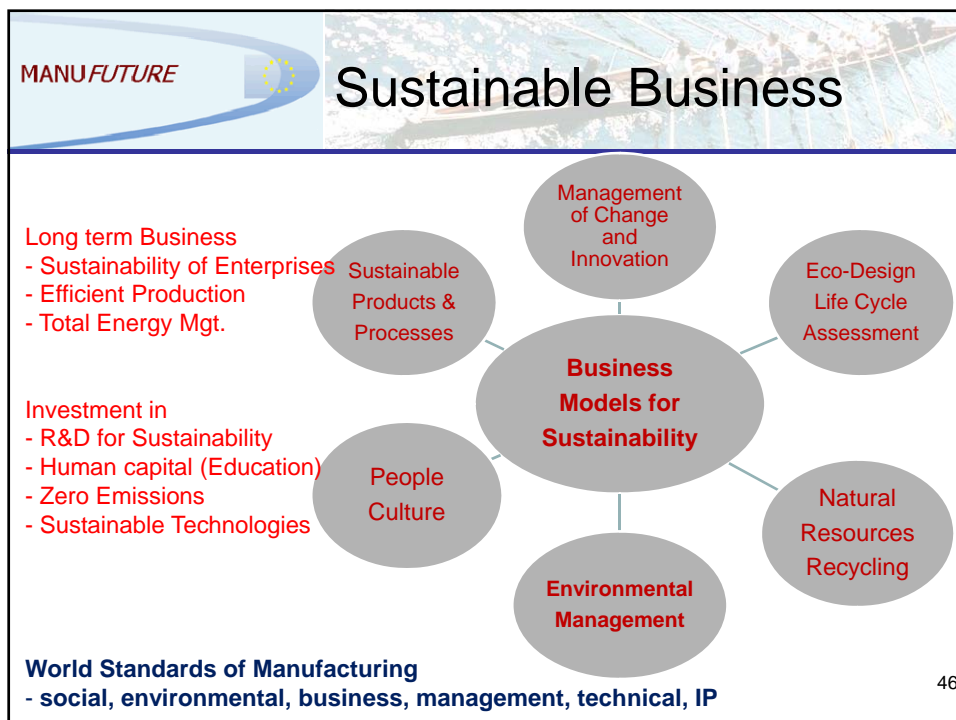 MANUFUTURE
Sustainable Business
Long term Business
- Sustainability of Enterprises
- Efficient Production
- Total Energy Mgt.
Investment in
- R&D for Sustainability
- Human capital (Education)
- Zero Emissions
- Sustainable Technologies
Management
of Change
and
Innovation
Sustainable
Products &
Processes
Eco-Design
Life Cycle
Assessment
Business
Models for
Sustainability
People
Culture
Natural
Resources
Recycling
Environmental
Management
World Standards of Manufacturing
- social, environmental, business, management, technical, IP
46